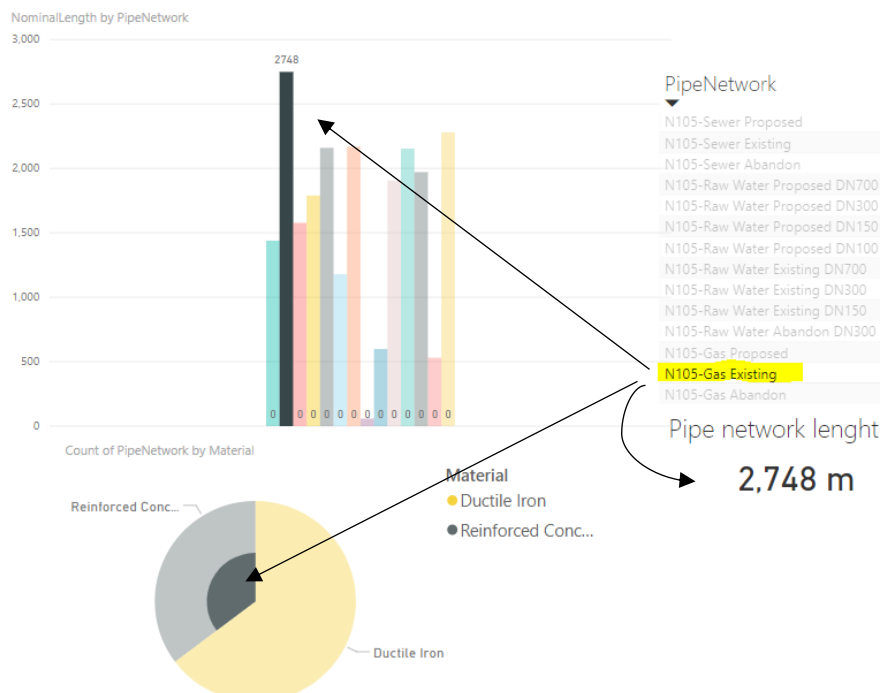 NominalLength by PipeNetwork
3,000
2748
2,500
2,000
1,500
1,000
500
0
0 0 0 0 0 0 0 0 0 0 0 0 0
PipeNetwork
N105-Sewer Proposed
N105-Sewer Existing
N105-Sewer Abandon
N105-Raw Water Proposed DN700
N105-Raw Water Proposed DN300
N105-Raw Water Proposed DN150
N105-Raw Water Proposed DN100
N105-Raw Water Existing DN700
N105-Raw Water Existing DN300
N105-Raw Water Existing DN150
N105-Raw Water Abandon DN300
N105-Gas Proposed
N105-Gas Existing
N105-Gas Abandon
Pipe network lenght
2,748 m
Count of PipeNetwork by Material
Material
Ductile Iron
Reinforced Conc...
Reinforced Conc...
Ductile Iron